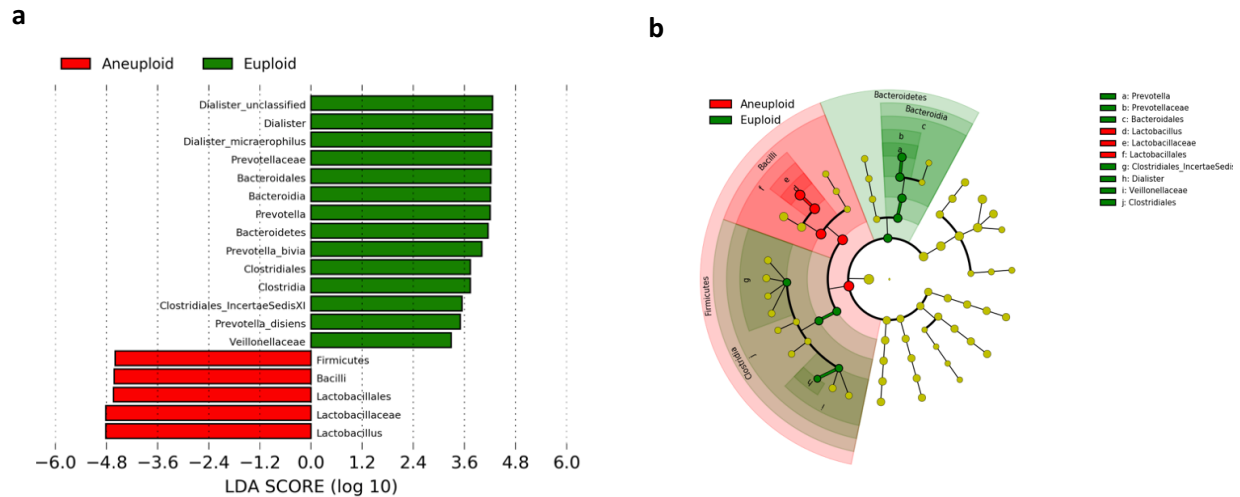 a
Aneuploid
Euploid
Dialister_unclassified
Dialister
Dialister_micraerophilus
Prevotellaceae
Bacteroidales
Bacteroidia
Prevotella
Bacteroidetes
Prevotella_bivia
Clostridiales
Clostridia
Clostridiales_IncertaeSedisXI
Prevotella_disiens
Veillonellaceae
Firmicutes
Bacilli
Lactobacillales
Lactobacillaceae
Lactobacillus
−6.0 −4.8 −3.6 −2.4 −1.2 0.0 1.2 2.4 3.6 4.8 6.0
LDA SCORE (log 10)
b
Aneuploid
Euploid
Bacteroidetes
Bacteroidia
c
b
a
Bacilli
f
e
d
Firmicutes
g
Clostridia
j
h
i
a: Prevotella
b: Prevotellaceae
c: Bacteroidales
d: Lactobacillus
e: Lactobacillaceae
f: Lactobacillales
g: Clostridiales_IncertaeSedis
h: Dialister
i: Veillonellaceae
j: Clostridiales